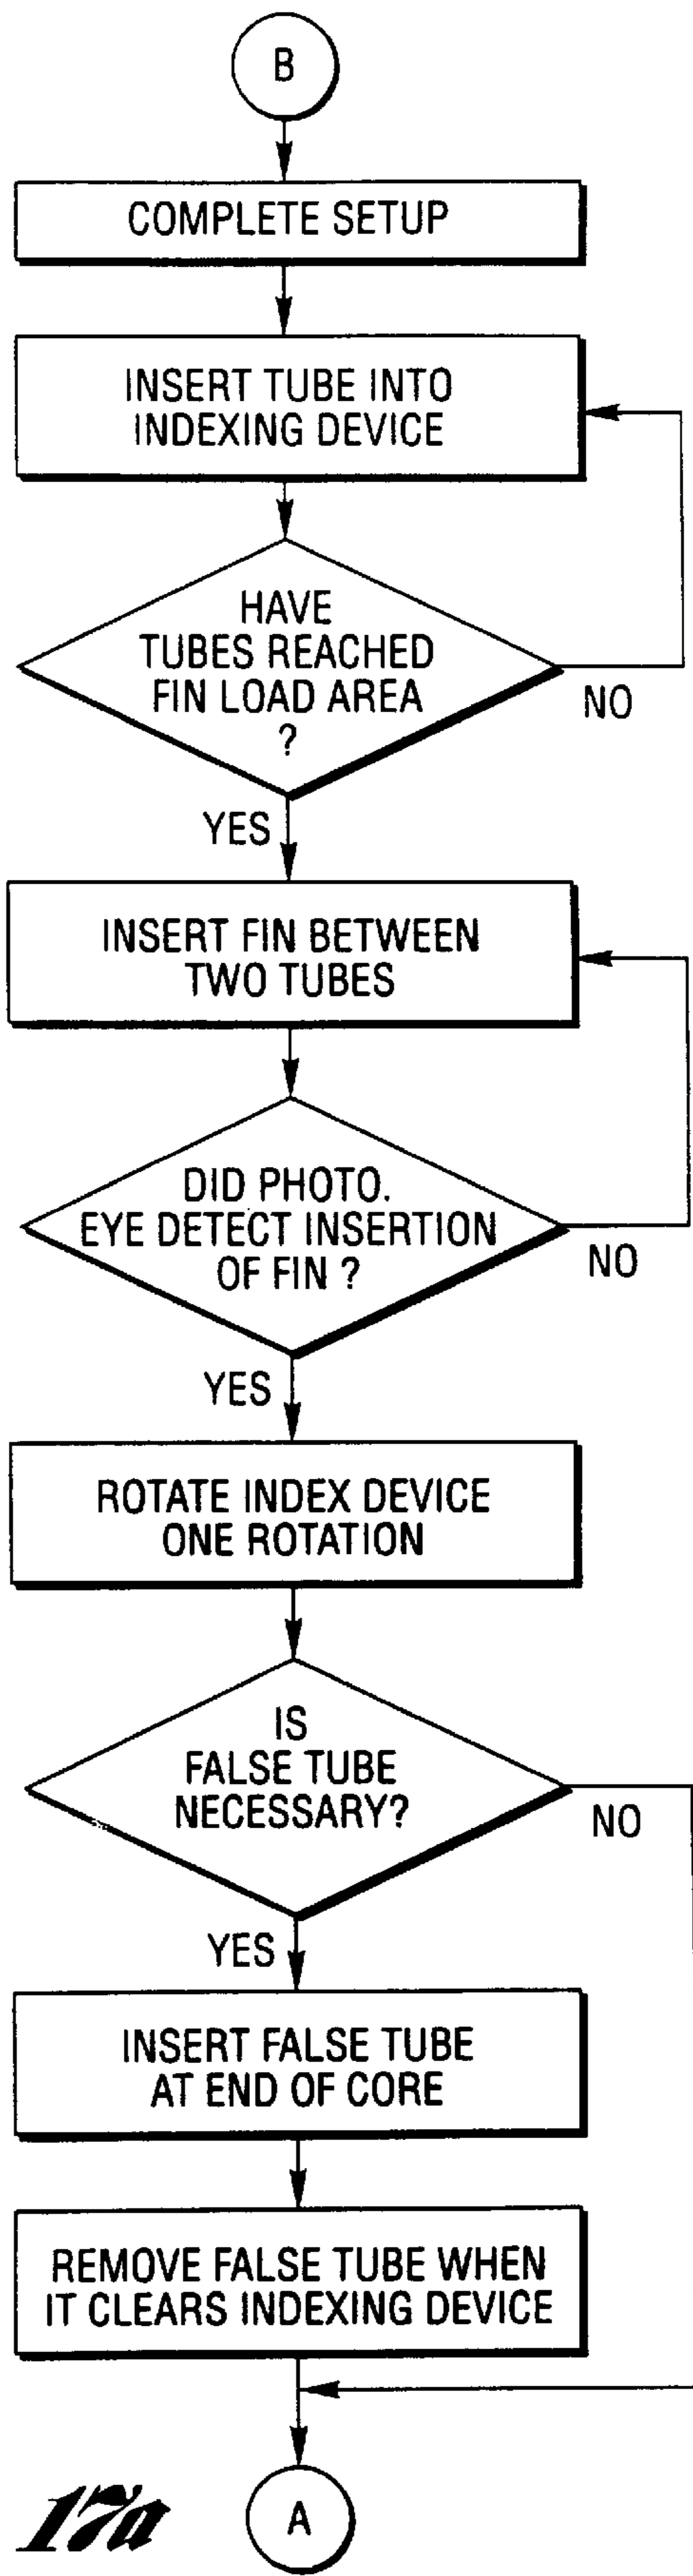 B
COMPLETE SETUP
INSERT TUBE INTO
INDEXING DEVICE
HAVE
TUBES REACHED
FIN LOAD AREA
?
NO
YES
INSERT FIN BETWEEN
TWO TUBES
DID PHOTO.
EYE DETECT INSERTION
OF FIN ?
NO
YES
ROTATE INDEX DEVICE
ONE ROTATION
IS
FALSE TUBE
NECESSARY?
NO
YES
INSERT FALSE TUBE
AT END OF CORE
REMOVE FALSE TUBE WHEN
IT CLEARS INDEXING DEVICE
17a
A